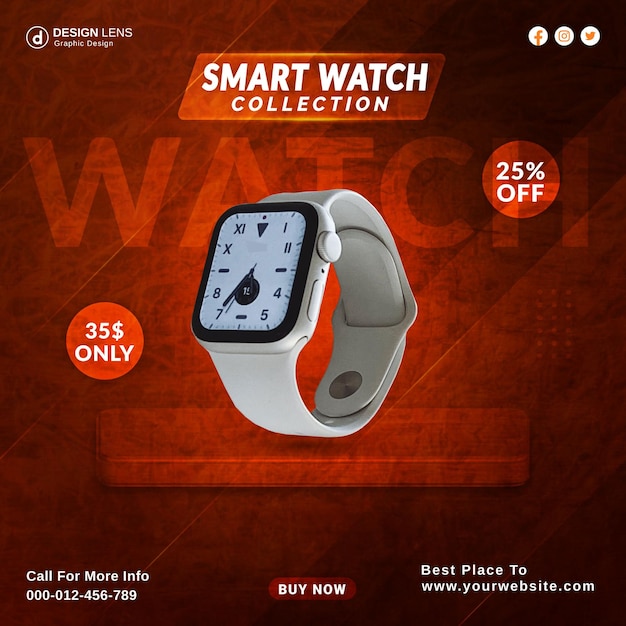 DESIGN LENS
Graphic Design
SMART WATCH
COLLECTION
WATCH
25%
OFF
35$
ONLY
Call For More Info
000-012-456-789
BUY NOW
Best Place To
www.yourwebsite.com